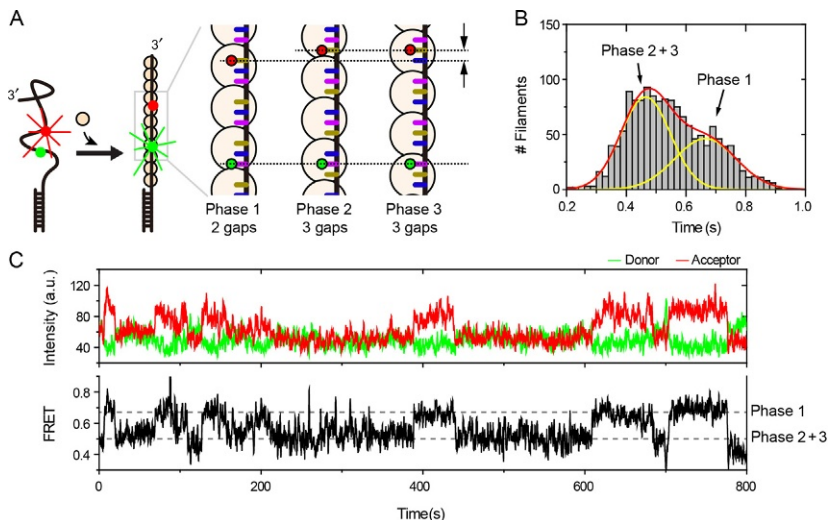 A
3′
3′
Phase 1
2 gaps
Phase 2
3 gaps
Phase 3
3 gaps
B
150
100
50
0
# Filaments
Phase 2 + 3
Phase 1
0.2 0.4 0.6 0.8 1.0
Time (s)
C
Donor Acceptor
Intensity (a.u.)
120
80
40
FRET
0.8
0.6
0.4
Phase 1
Phase 2 + 3
0 200 400 600 800
Time(s)